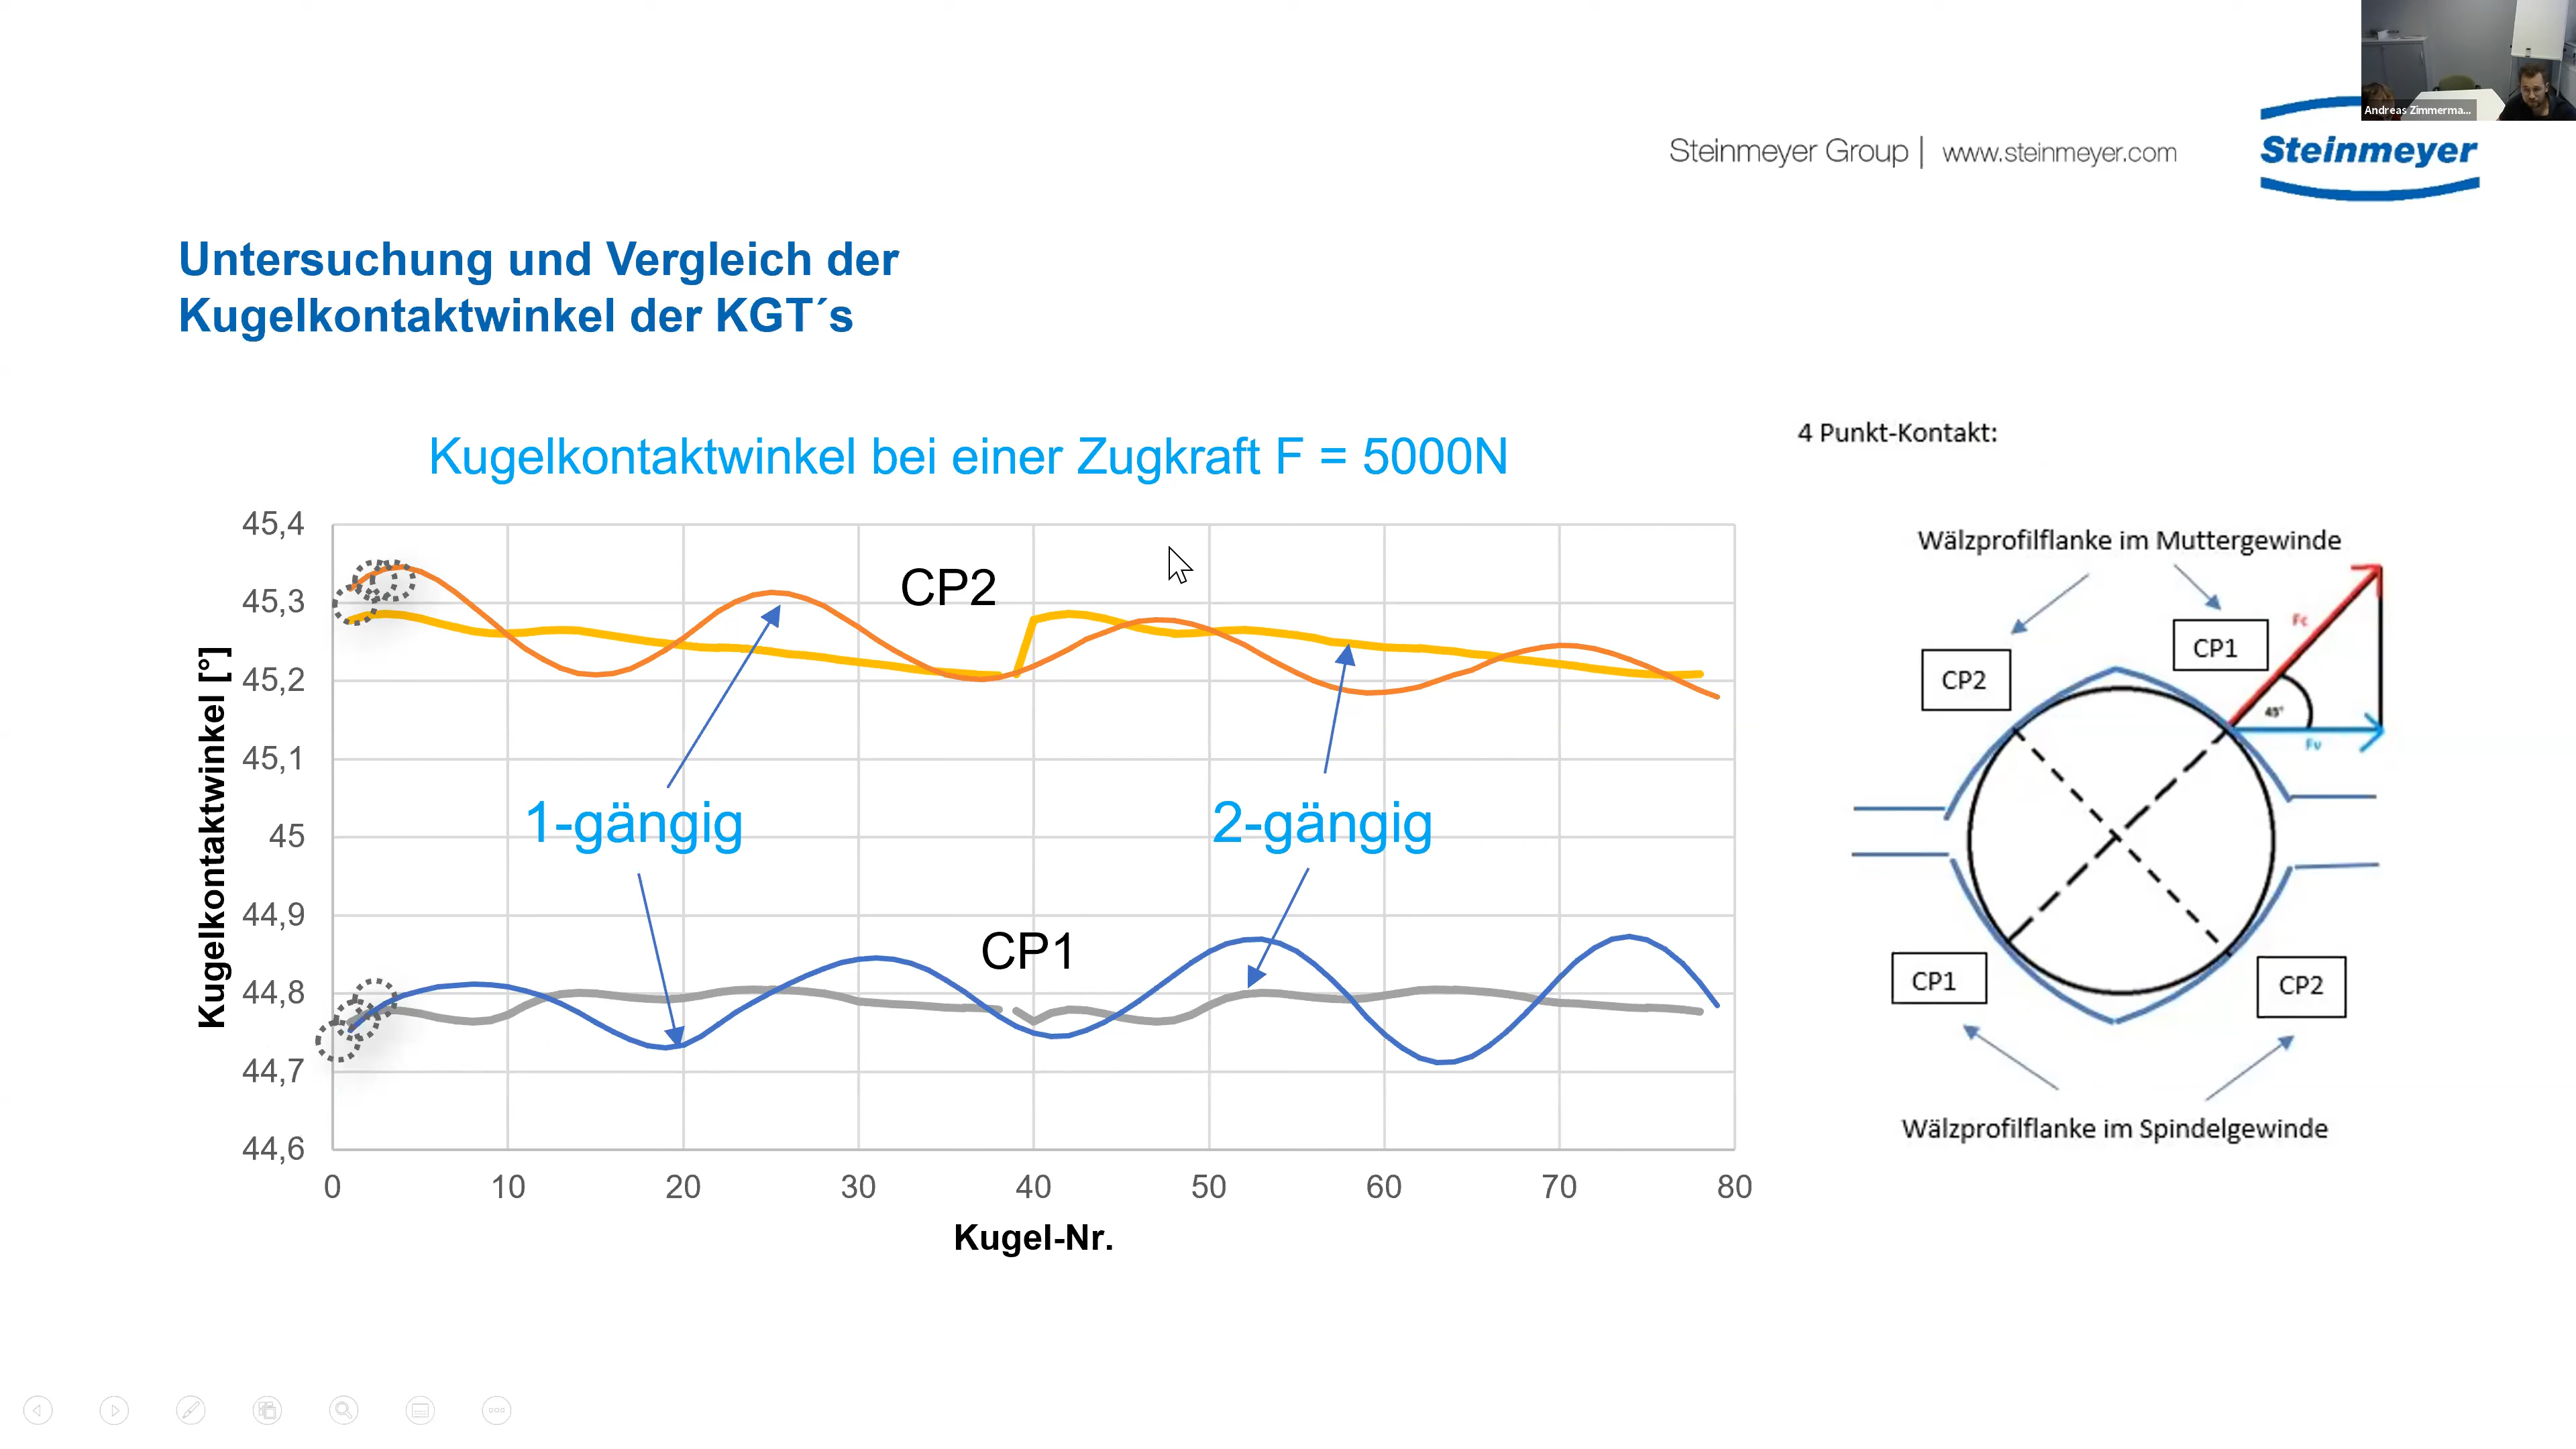 Andreas Zimmerma...
Steinmeyer Group | www.steinmeyer.com
Steinmeyer
Untersuchung und Vergleich der
Kugelkontaktwinkel der KGT´s
Kugelkontaktwinkel bei einer Zugkraft F = 5000N
Kugelkontaktwinkel [°]
45,4
45,3
45,2
45,1
45
44,9
44,8
44,7
44,6
CP2
1-gängig
2-gängig
CP1
0 10 20 30 40 50 60 70 80
Kugel-Nr.
4 Punkt-Kontakt:
Wälzprofilflanke im Muttergewinde
Fc
CP1
CP2
45°
Fv
CP1
CP2
Wälzprofilflanke im Spindelgewinde